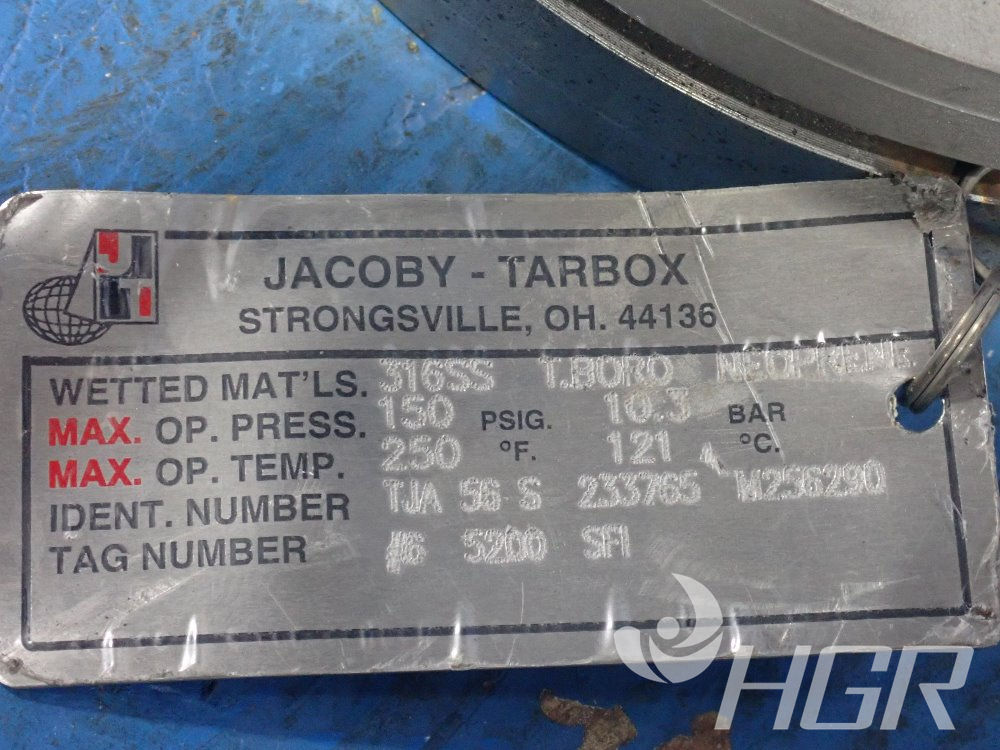 JACOBY - TARBOX
STRONGSVILLE, OH. 44136
WETTED MAT'LS. 316SS T.BORO NEOPRENE
MAX. OP. PRESS. 150 PSIG. 10.3 BAR
MAX. OP. TEMP. 250 °F. 121 °C.
IDENT. NUMBER TJA 56 S 233765 M256290
TAG NUMBER 5200 SFI
HGR